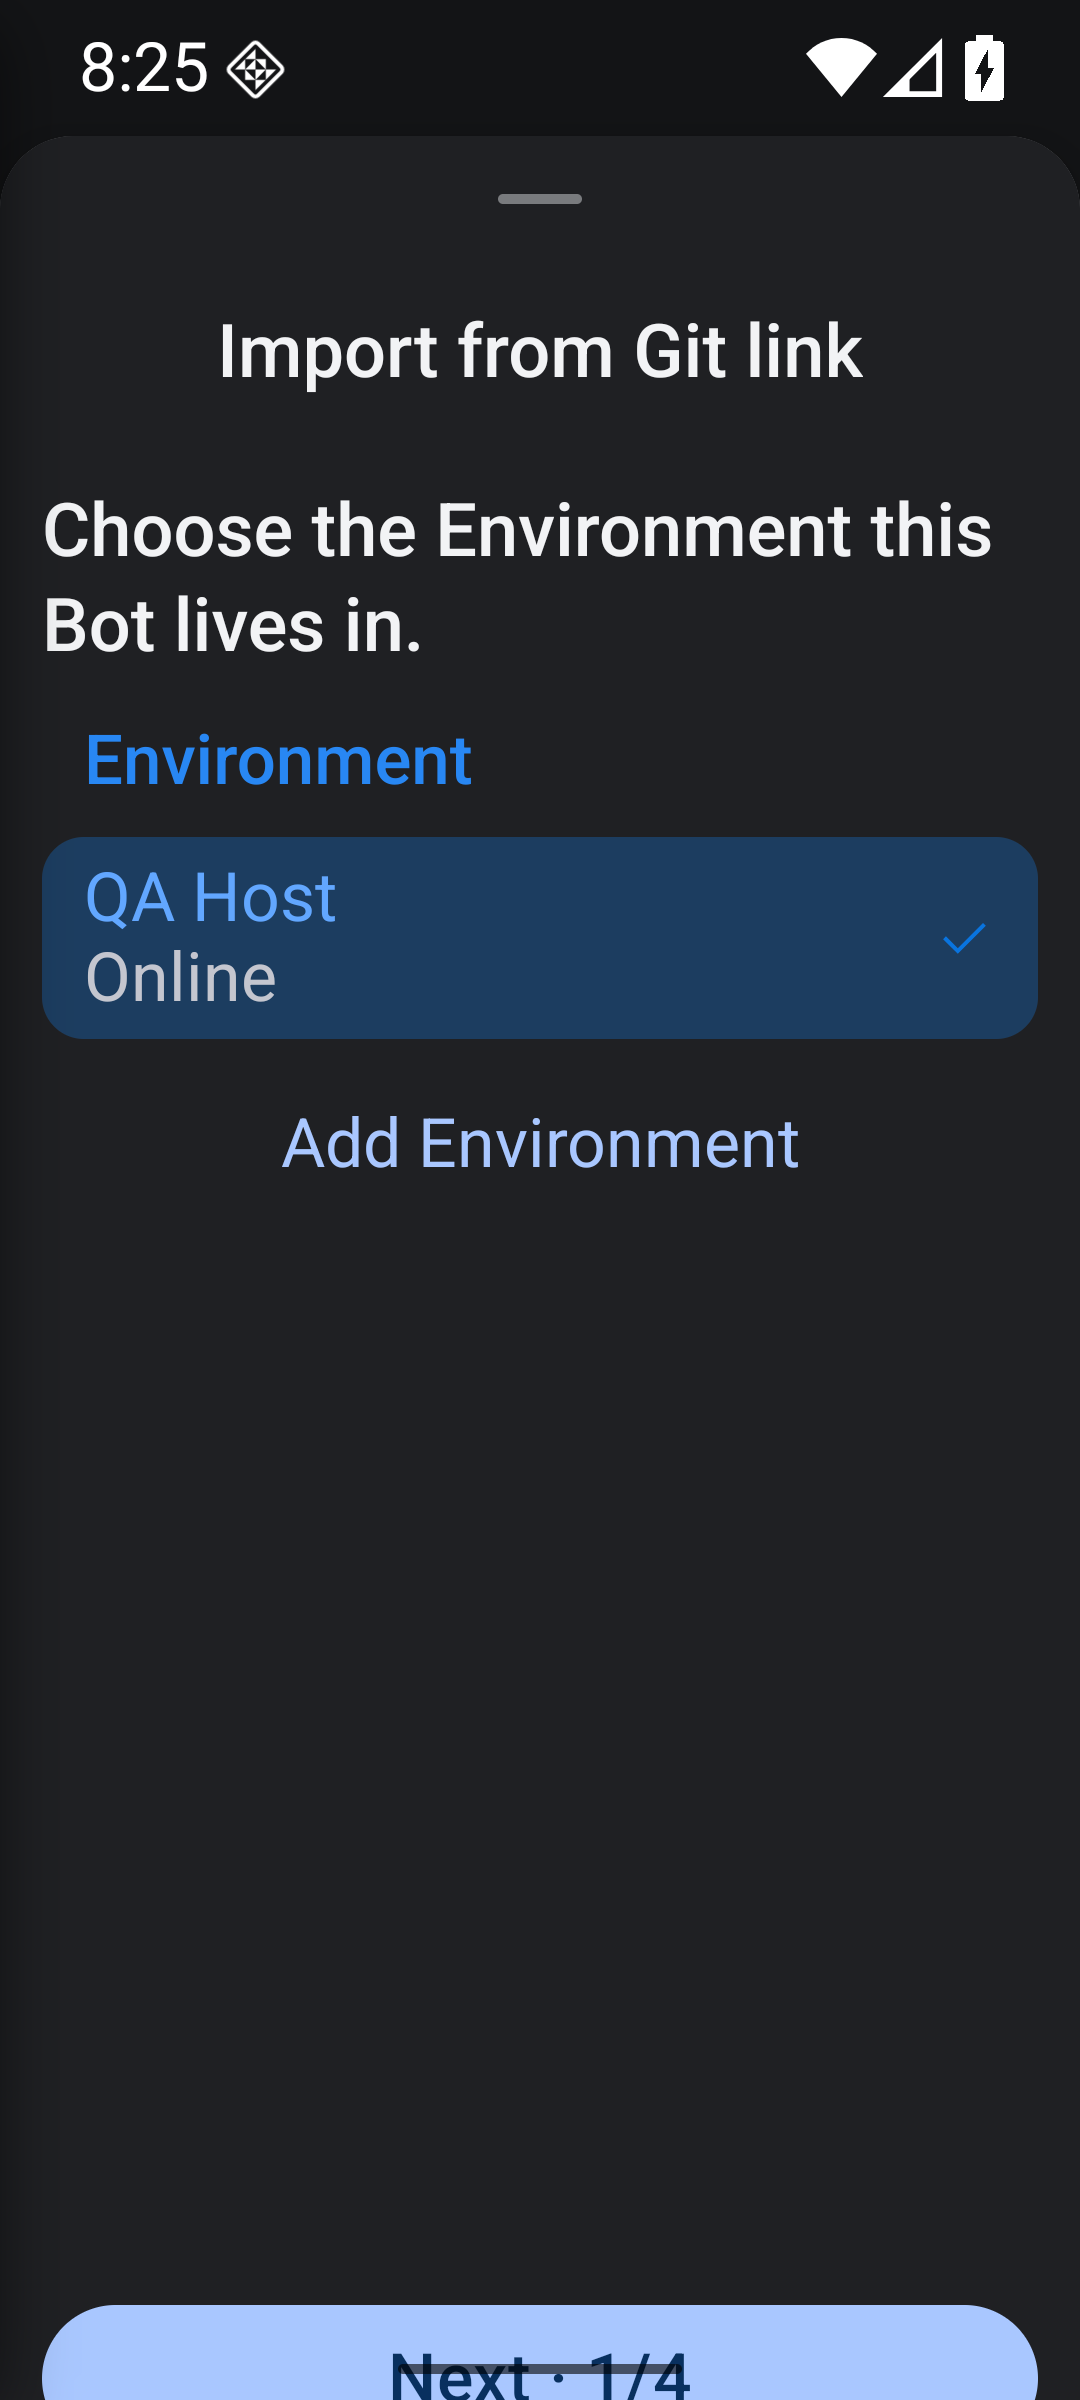 8:25
Import from Git link
Choose the Environment this
Bot lives in.
Environment
QA Host
Online
Add Environment
Next · 1/4